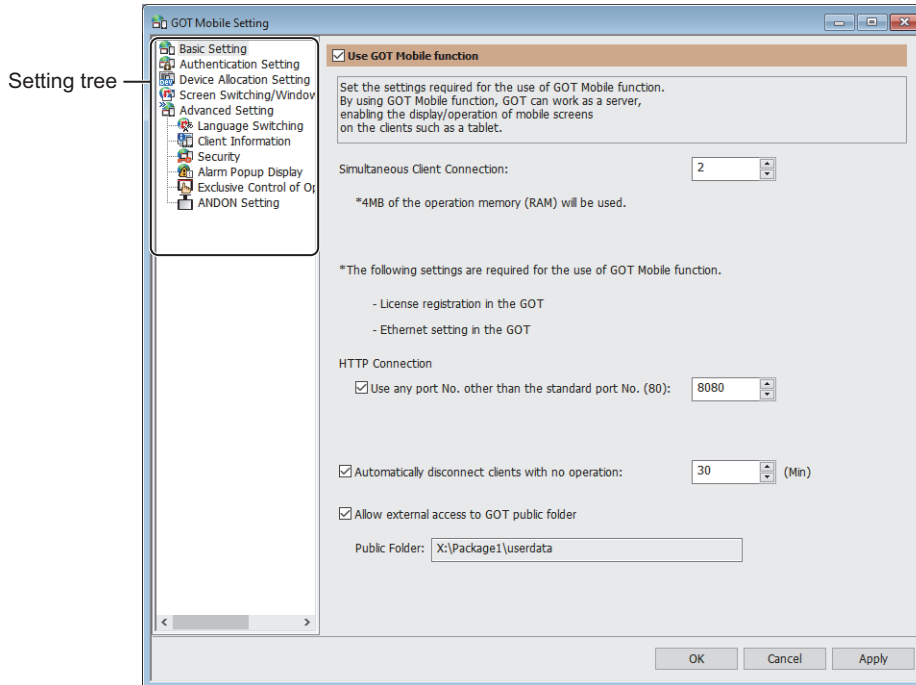 GOT Mobile Setting
Setting tree
Basic Setting
Authentication Setting
Device Allocation Setting
Screen Switching/Window
Advanced Setting
Language Switching
Client Information
Security
Alarm Popup Display
Exclusive Control of Op
ANDON Setting
Use GOT Mobile function
Set the settings required for the use of GOT Mobile function.
By using GOT Mobile function, GOT can work as a server,
enabling the display/operation of mobile screens
on the clients such as a tablet.
Simultaneous Client Connection: 2
*4MB of the operation memory (RAM) will be used.
*The following settings are required for the use of GOT Mobile function.
- License registration in the GOT
- Ethernet setting in the GOT
HTTP Connection
Use any port No. other than the standard port No. (80): 8080
Automatically disconnect clients with no operation: 30 (Min)
Allow external access to GOT public folder
Public Folder: X:\Package1\userdata
OK Cancel Apply